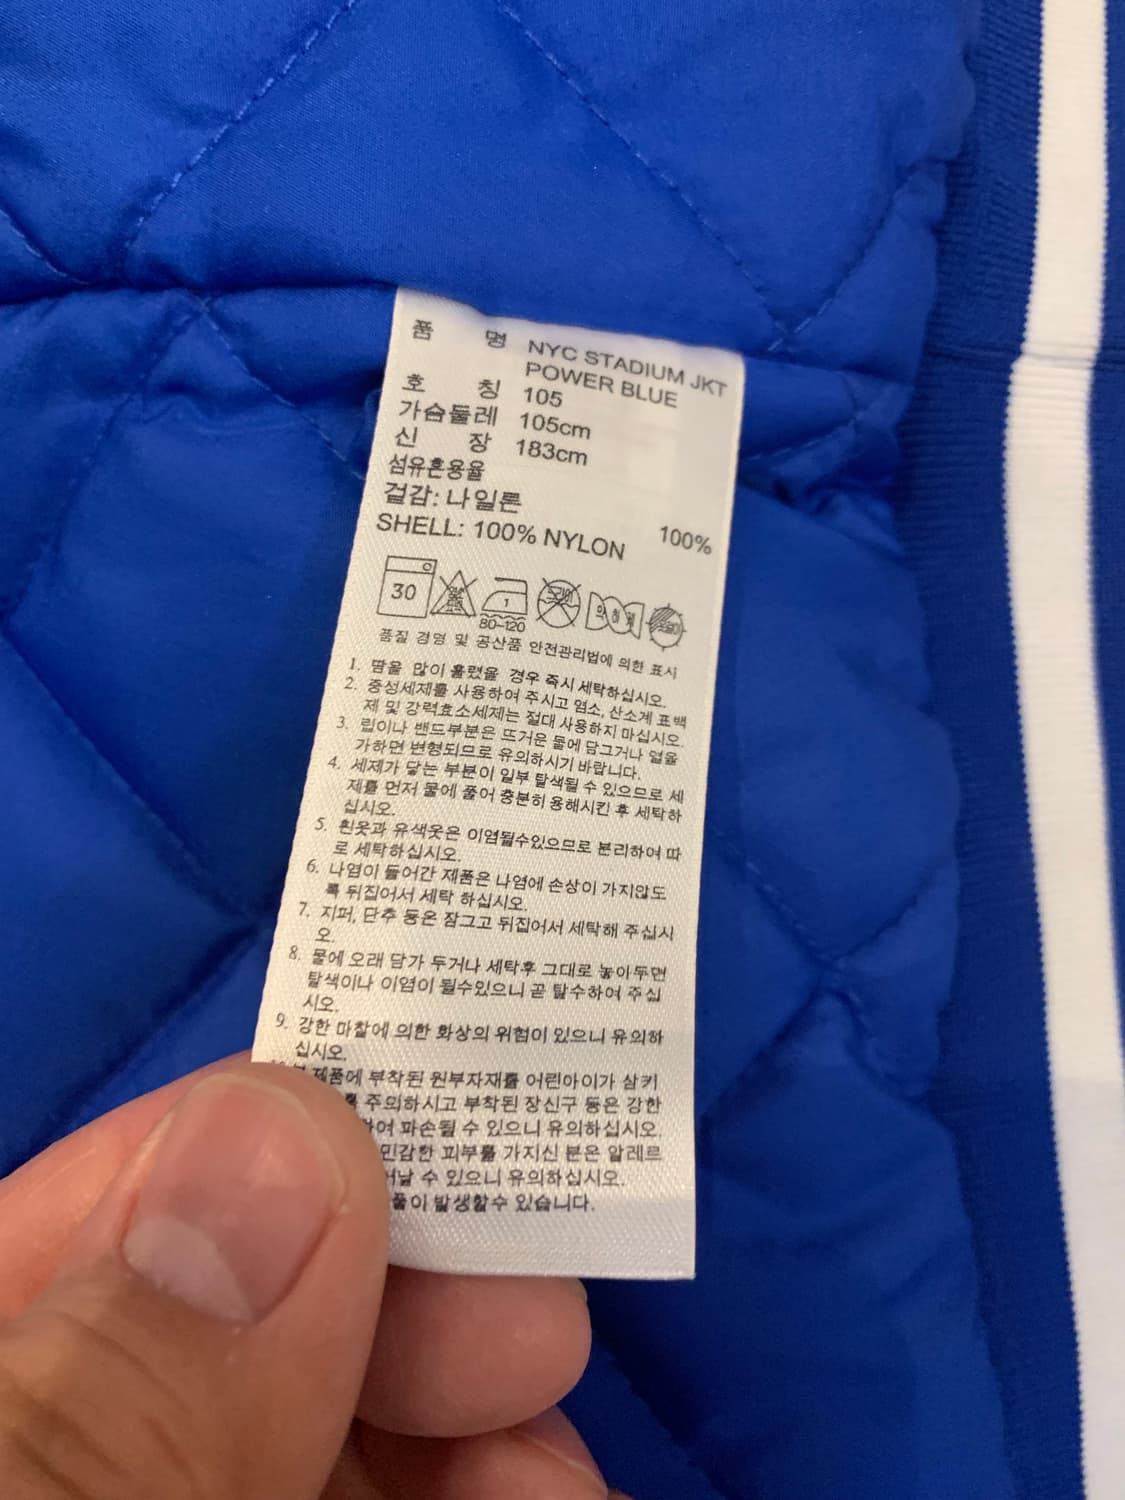 품 명 NYC STADIUM JKT
POWER BLUE
호 칭 105
가슴둘레 105cm
신 장 183cm
섬유혼용율
겉감: 나일론 100%
SHELL: 100% NYLON
30 80-120
품질 경영 및 공산품 안전관리법에 의한 표시
1. 땀을 많이 흘렸을 경우 즉시 세탁하십시오.
2. 중성세제를 사용하여 주시고 염소, 산소계 표백
제 및 강력효소세제는 절대 사용하지 마십시오.
3. 립이나 밴드부분은 뜨거운 물에 담그거나 열을
가하면 변형되므로 유의하시기 바랍니다.
4. 세제가 닿는 부분이 일부 탈색될 수 있으므로 세
제를 먼저 물에 풀어 충분히 용해시킨 후 세탁하
십시오.
5. 흰옷과 유색옷은 이염될수있으므로 분리하여 따
로 세탁하십시오.
6. 나염이 들어간 제품은 나염에 손상이 가지않도
록 뒤집어서 세탁 하십시오.
7. 지퍼, 단추 등은 잠그고 뒤집어서 세탁해 주십시
오.
8. 물에 오래 담가 두거나 세탁후 그대로 놓아두면
탈색이나 이염이 될수있으니 곧 탈수하여 주십
시오.
9. 강한 마찰에 의한 화상의 위험이 있으니 유의하
십시오.
제품에 부착된 원부자재를 어린아이가 삼키
주의하시고 부착된 장신구 등은 강한
파손될 수 있으니 유의하십시오.
민감한 피부를 가지신 분은 알레르
수 있으니 유의하십시오.
발생할수 있습니다.